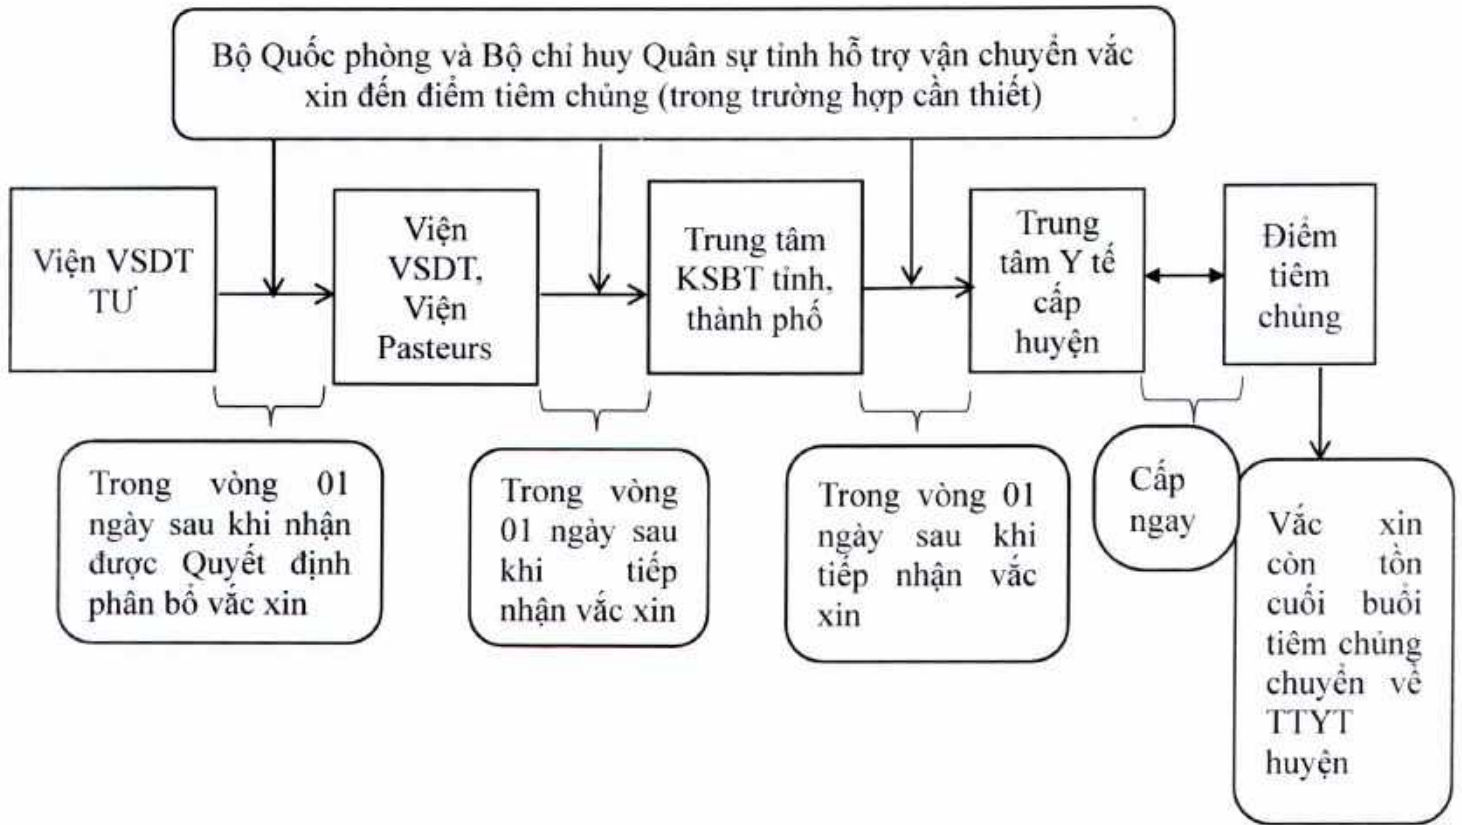 Bộ Quốc phòng và Bộ chỉ huy Quân sự tỉnh hỗ trợ vận chuyển vắc
xin đến điểm tiêm chủng (trong trường hợp cần thiết)
Viện VSDT
TƯ
Viện
VSDT,
Viện
Pasteurs
Trung tâm
KSBT tỉnh,
thành phố
Trung
tâm Y tế
cấp
huyện
Điểm
tiêm
chủng
Trong vòng 01
ngày sau khi nhận
được Quyết định
phân bổ vắc xin
Trong vòng
01 ngày sau
khi tiếp
nhận vắc xin
Trong vòng 01
ngày sau khi
tiếp nhận vắc
xin
Cấp
ngay
Vắc xin
còn tồn
cuối buổi
tiêm chủng
chuyển về
TTYT
huyện